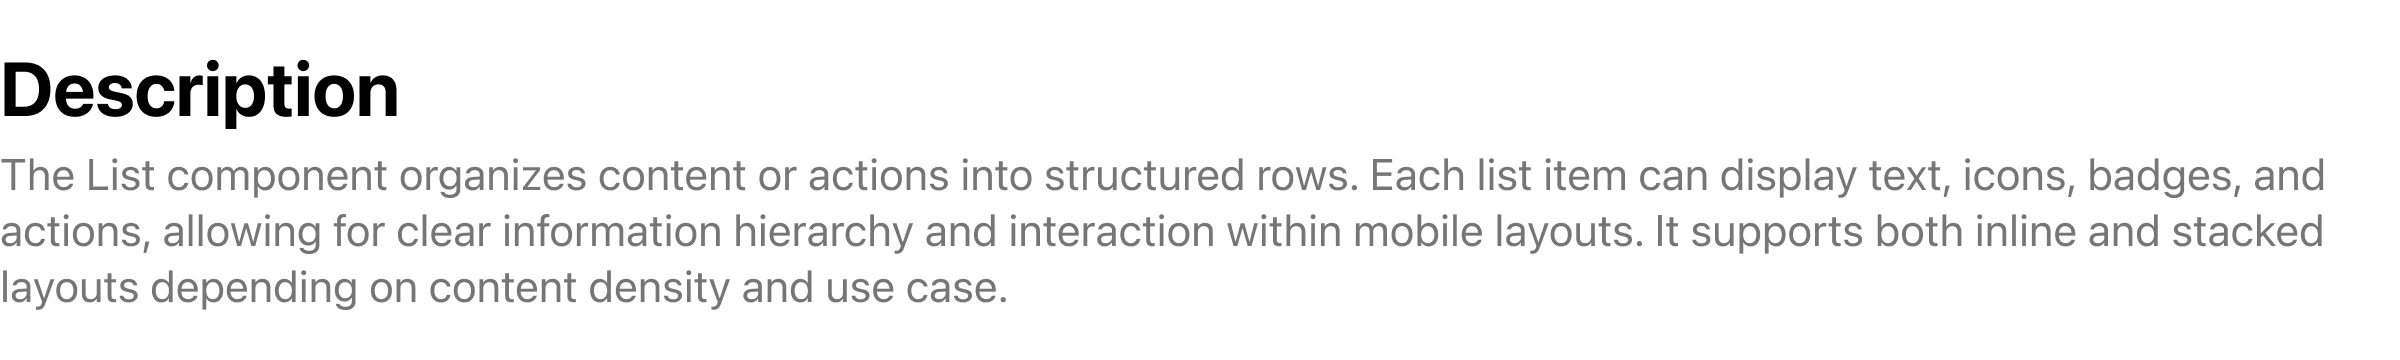 Description
The List component organizes content or actions into structured rows. Each list item can display text, icons, badges, and
actions, allowing for clear information hierarchy and interaction within mobile layouts. It supports both inline and stacked
layouts depending on content density and use case.